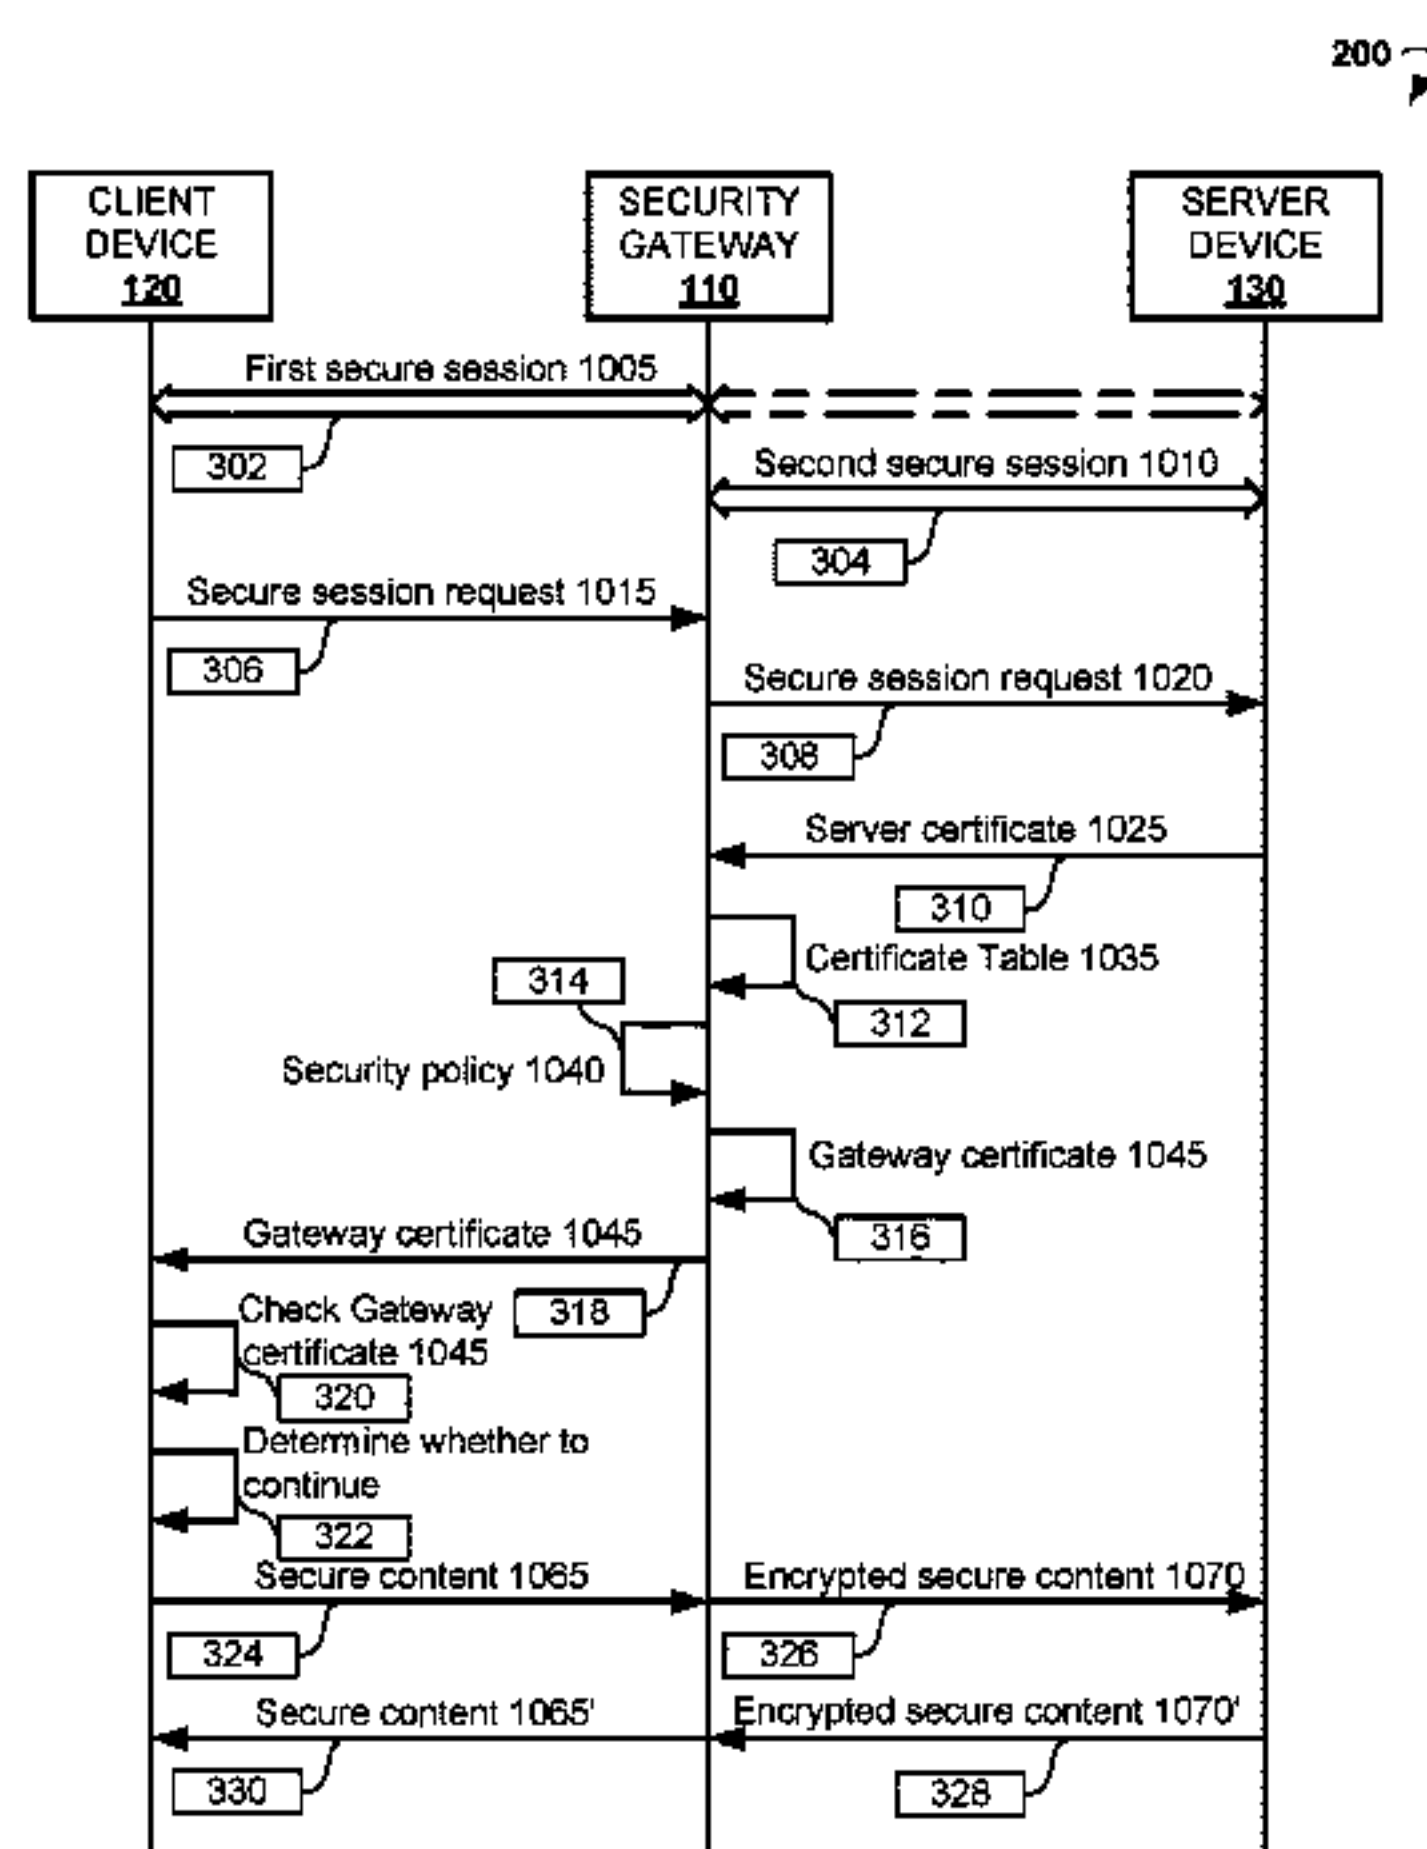 200
CLIENT
DEVICE
120
SECURITY
GATEWAY
110
SERVER
DEVICE
130
First secure session 1005
302
Second secure session 1010
304
Secure session request 1015
306
Secure session request 1020
308
Server certificate 1025
310
Certificate Table 1035
312
314
Security policy 1040
Gateway certificate 1045
316
Gateway certificate 1045
318
Check Gateway
certificate 1045
320
Determine whether to
continue
322
Secure content 1065
324
Encrypted secure content 1070
326
Secure content 1065'
330
Encrypted secure content 1070'
328